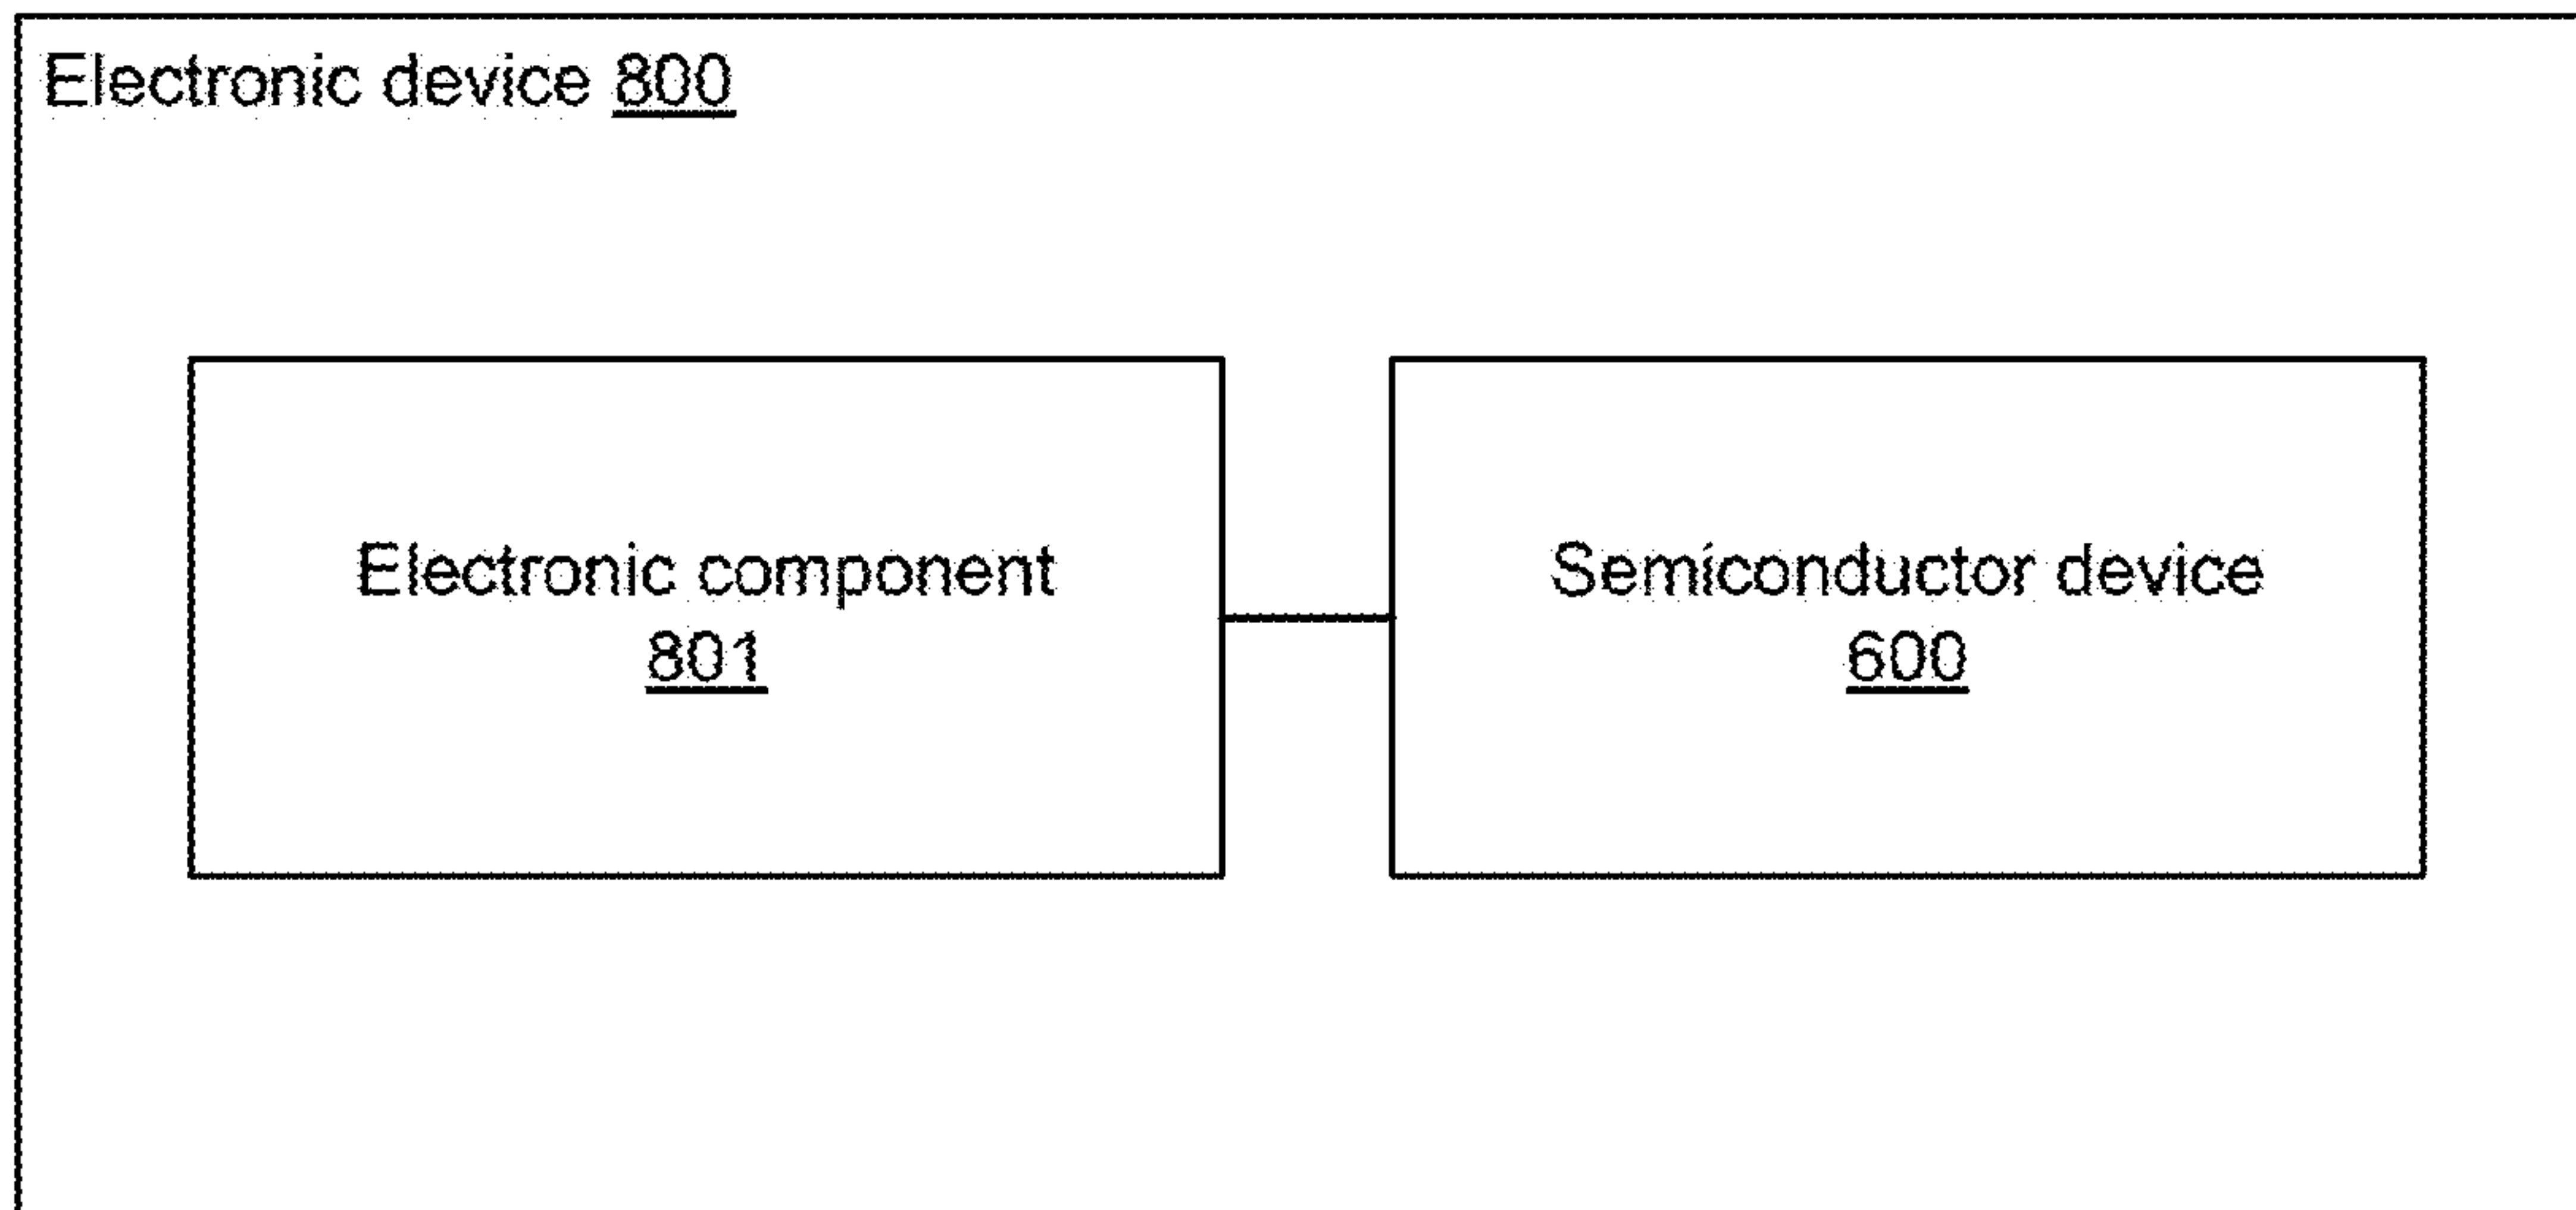 Electronic device 800
Electronic component
801
Semiconductor device
600